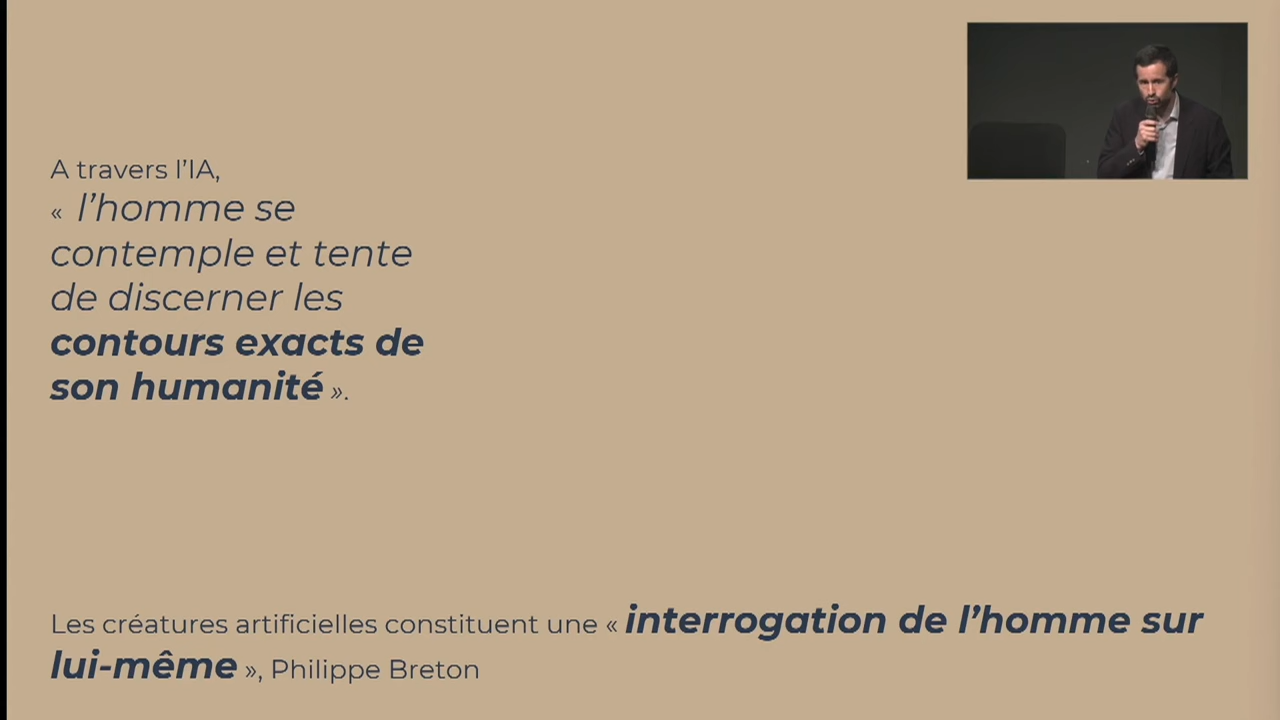 A travers l’IA,
« l’homme se
contemple et tente
de discerner les
contours exacts de
son humanité ».
Les créatures artificielles constituent une « interrogation de l’homme sur
lui-même », Philippe Breton